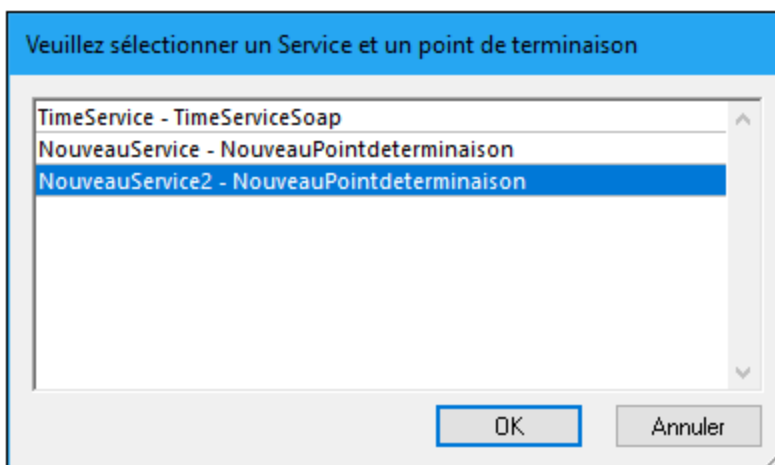 Veuillez sélectionner un Service et un point de terminaison
TimeService - TimeServiceSoap
NouveauService - NouveauPointdeterminaison
NouveauService2 - NouveauPointdeterminaison
OK
Annuler